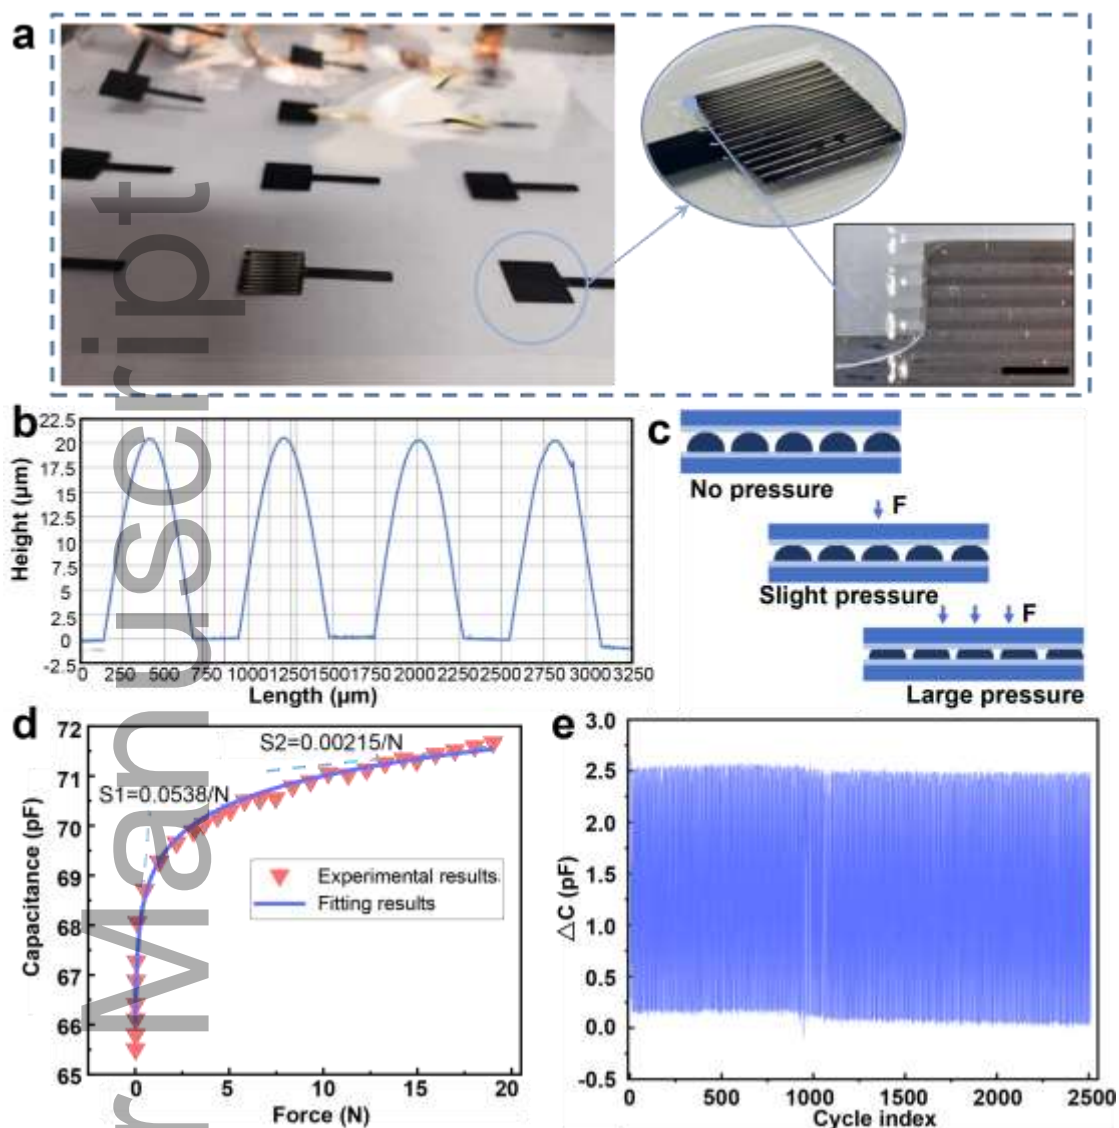 a
b
22.5
20
17.5
15
12.5
10
7.5
5
2.5
0
-2.5
Height (µm)
0 250 500 750 1000 1250 1500 1750 2000 2250 2500 2750 3000 3250
Length (µm)
c
No pressure
F
Slight pressure
F
Large pressure
d
72
71
70
69
68
67
66
65
Capacitance (pF)
S2=0.00215/N
S1=0.0538/N
Experimental results
Fitting results
0 5 10 15 20
Force (N)
e
3.0
2.5
2.0
1.5
1.0
0.5
0.0
-0.5
△C (pF)
0 500 1000 1500 2000 2500
Cycle index
r Manuscript